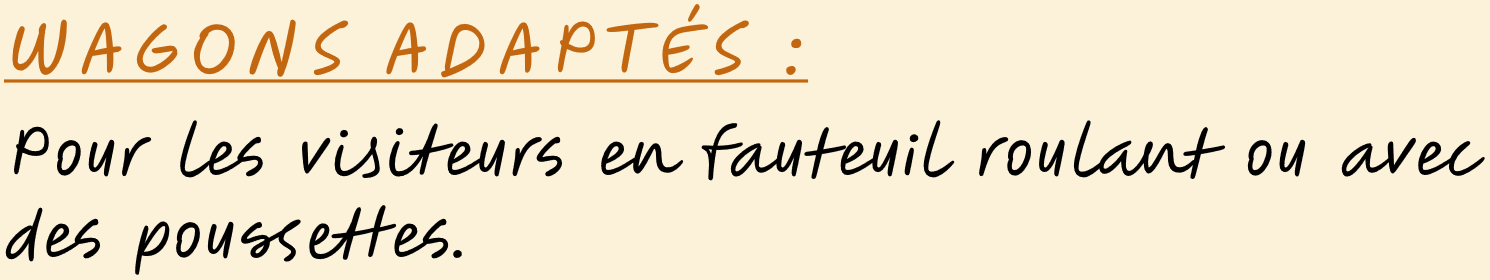 WAGONS ADAPTÉS :
Pour les visiteurs en fauteuil roulant ou avec
des poussettes.